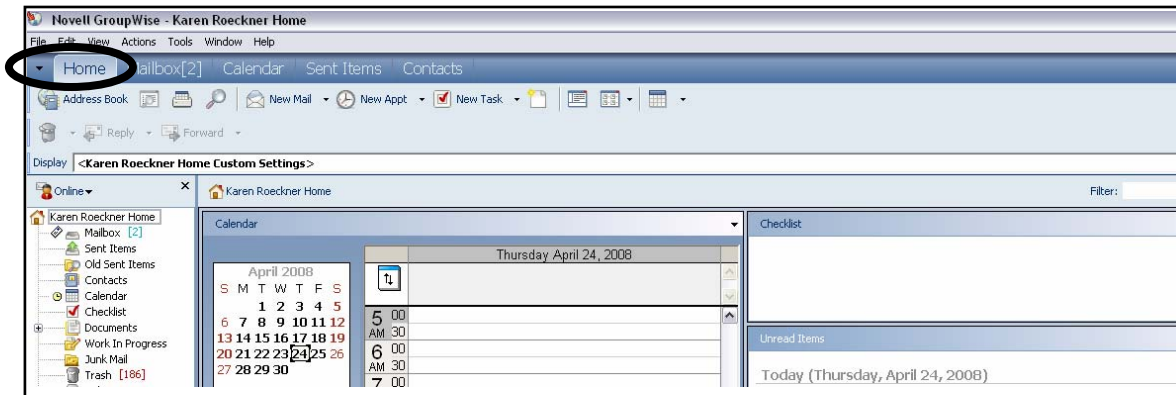 Novell GroupWise - Karen Roeckner Home
File Edit View Actions Tools Window Help
Home Mailbox[2] Calendar Sent Items Contacts
Address Book New Mail New Appt New Task
Reply Forward
Display <Karen Roeckner Home Custom Settings>
Online Karen Roeckner Home Filter:
Karen Roeckner Home
Mailbox [2]
Sent Items
Old Sent Items
Contacts
Calendar
Checklist
Documents
Work In Progress
Junk Mail
Trash [186]
Calendar
April 2008
S M T W T F S
1 2 3 4 5
6 7 8 9 10 11 12
13 14 15 16 17 18 19
20 21 22 23 24 25 26
27 28 29 30
Thursday April 24, 2008
5 00
AM 30
6 00
AM 30
7 00
Checklist
Unread Items
Today (Thursday, April 24, 2008)